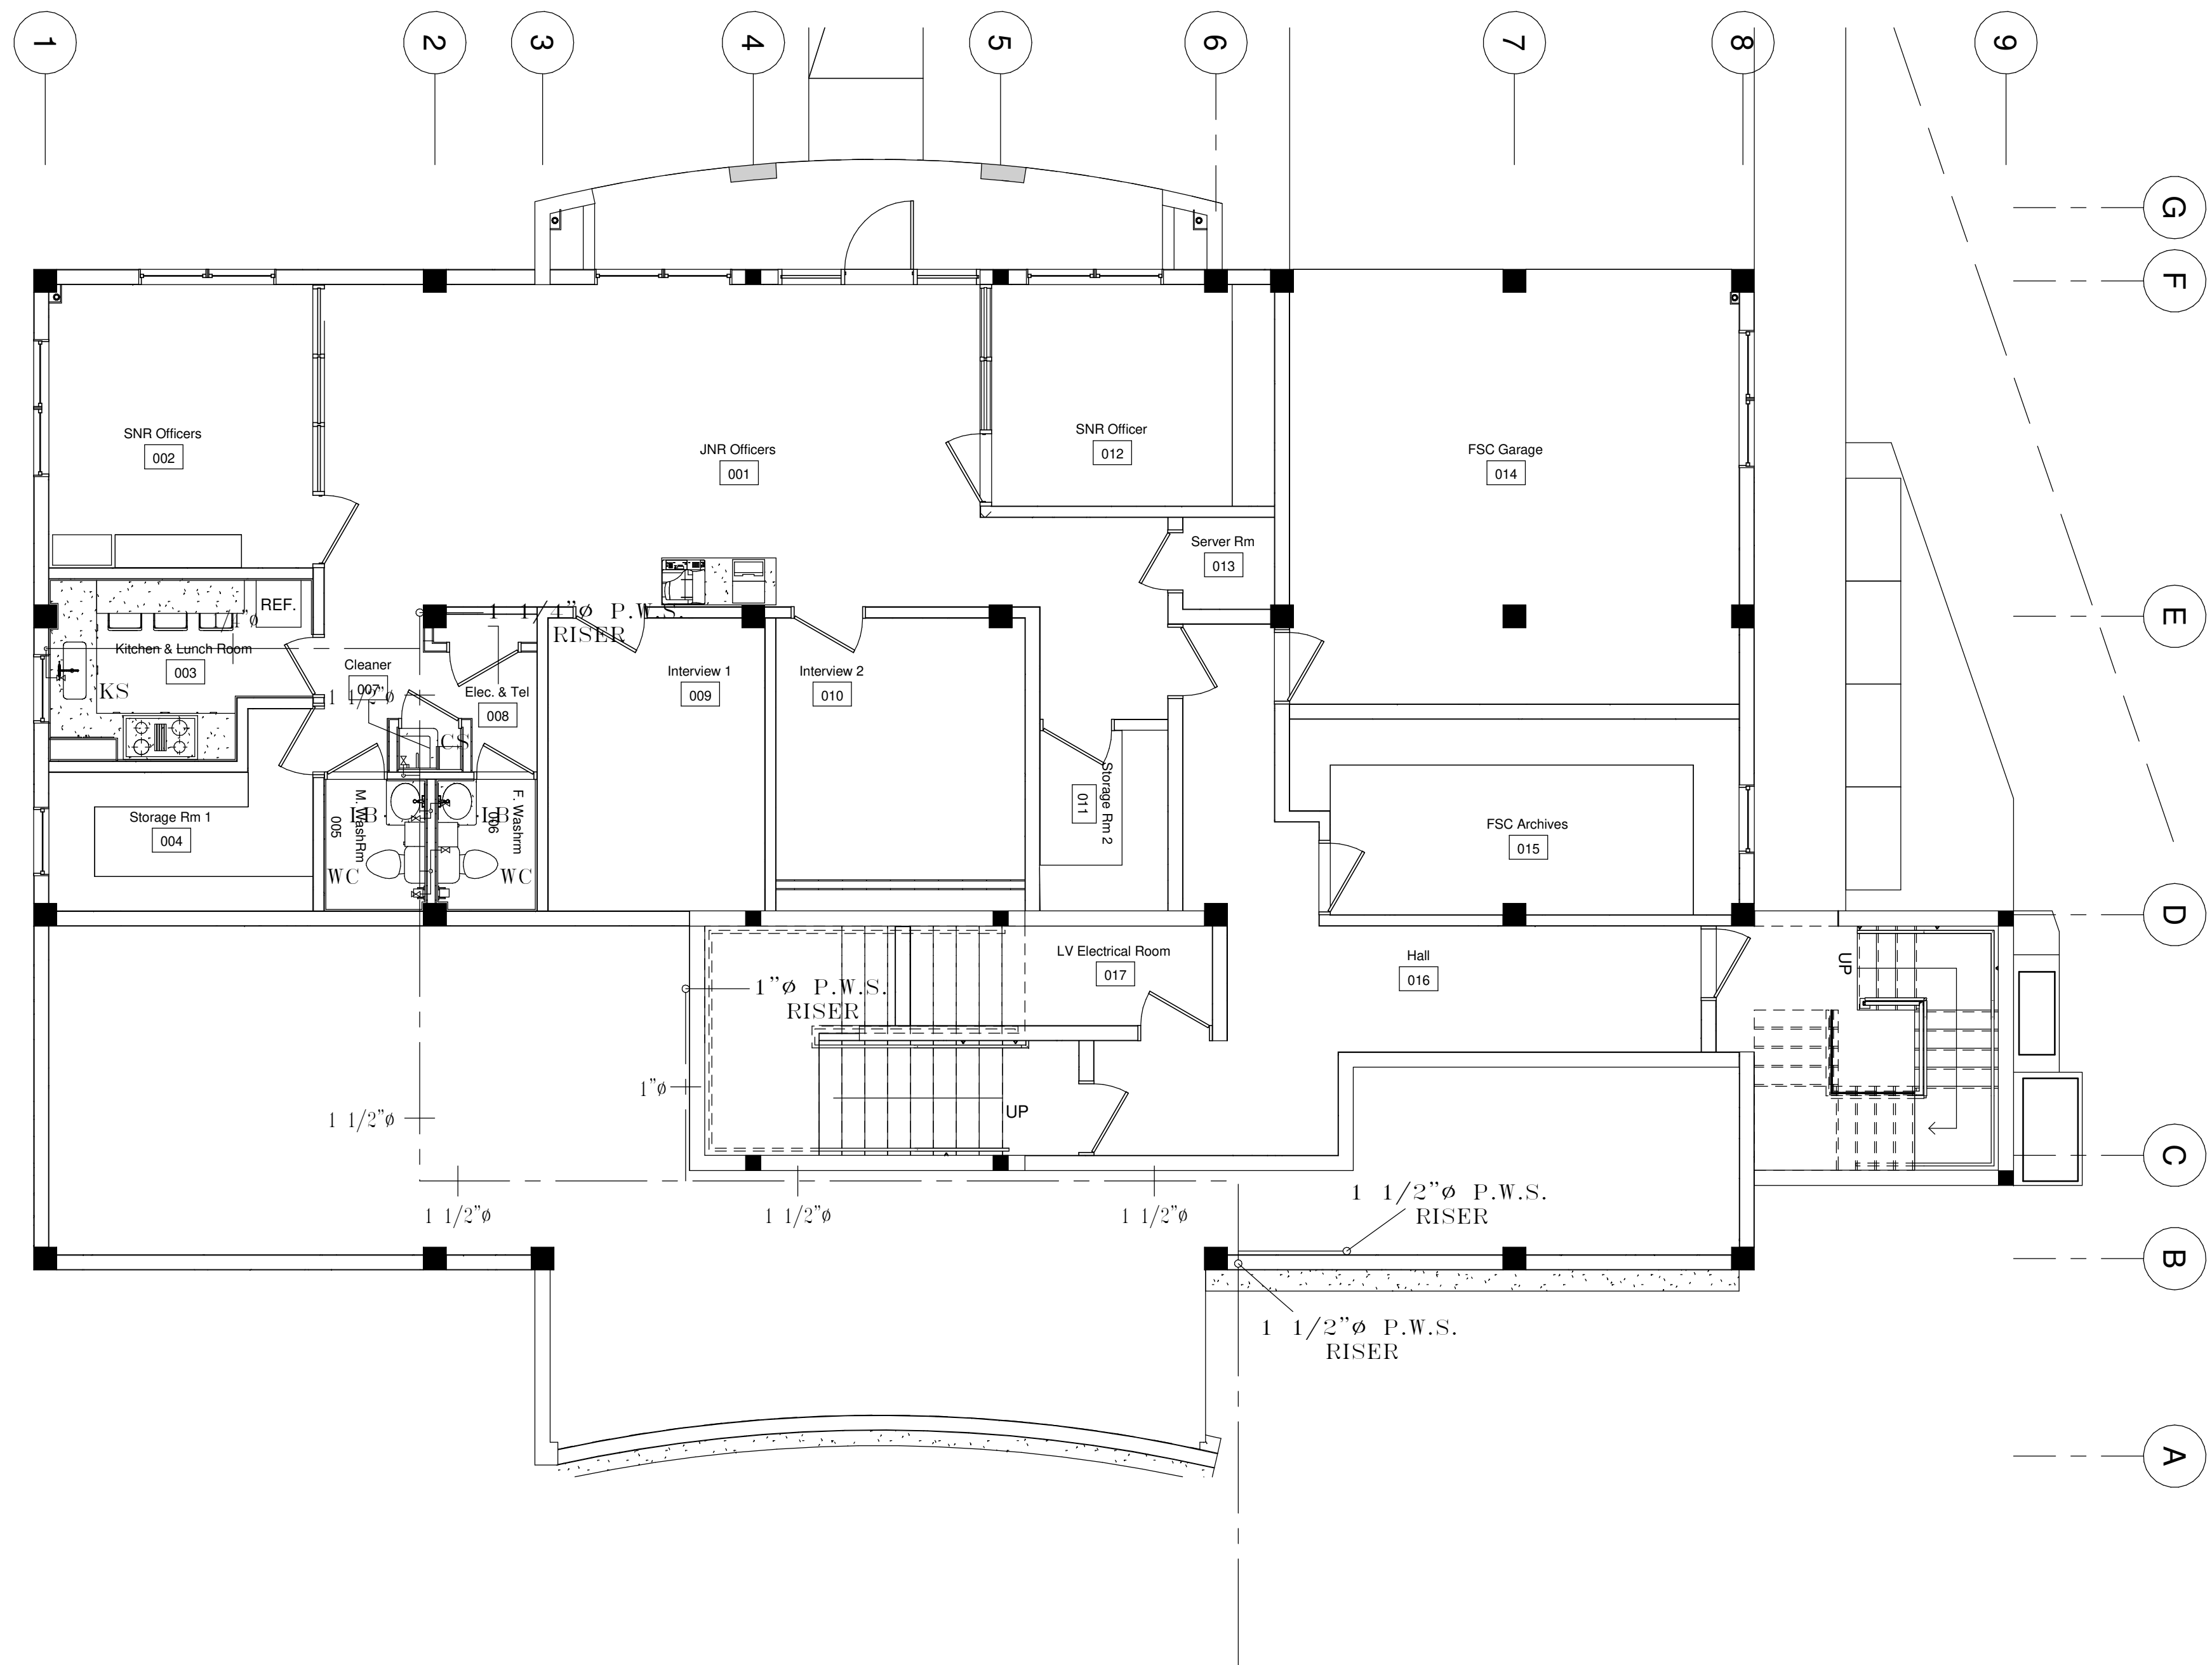 1
2
3
4
5
6
7
8
9
G
F
SNR Officers
002
JNR Officers
001
SNR Officer
012
FSC Garage
014
Server Rm
013
REF.
1 1/4"ø P.W.S.
RISER
E
Kitchen & Lunch Room
003
KS
Cleaner
007
1 1/2"ø
Elec. & Tel
008
CS
Interview 1
009
Interview 2
010
Storage Rm 2
011
Storage Rm 1
004
M. WashRm
005
F. Washrm
006
LB
LB
WC
WC
FSC Archives
015
D
LV Electrical Room
017
Hall
016
UP
1"ø P.W.S.
RISER
1"ø
1 1/2"ø
UP
C
1 1/2"ø
1 1/2"ø
1 1/2"ø
1 1/2"ø P.W.S.
RISER
B
1 1/2"ø P.W.S.
RISER
A